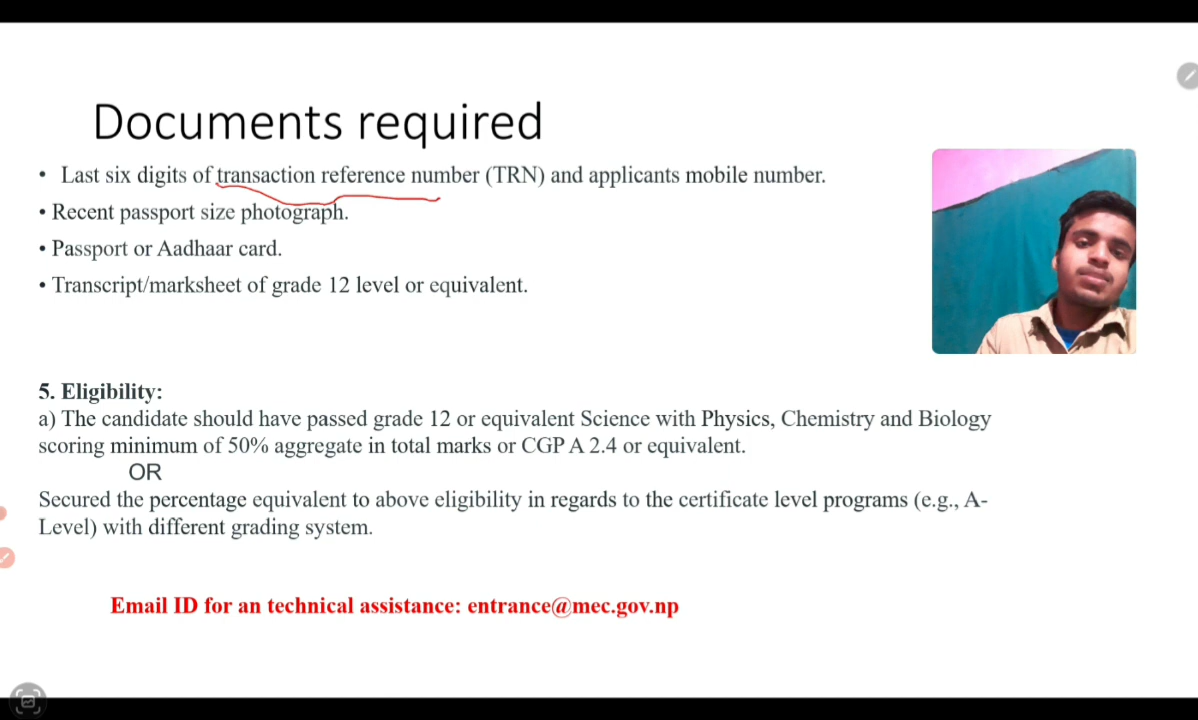 Documents required
• Last six digits of transaction reference number (TRN) and applicants mobile number.
• Recent passport size photograph.
• Passport or Aadhaar card.
• Transcript/marksheet of grade 12 level or equivalent.
5. Eligibility:
a) The candidate should have passed grade 12 or equivalent Science with Physics, Chemistry and Biology
scoring minimum of 50% aggregate in total marks or CGPA 2.4 or equivalent.
OR
Secured the percentage equivalent to above eligibility in regards to the certificate level programs (e.g., A-
Level) with different grading system.
Email ID for an technical assistance: entrance@mec.gov.np